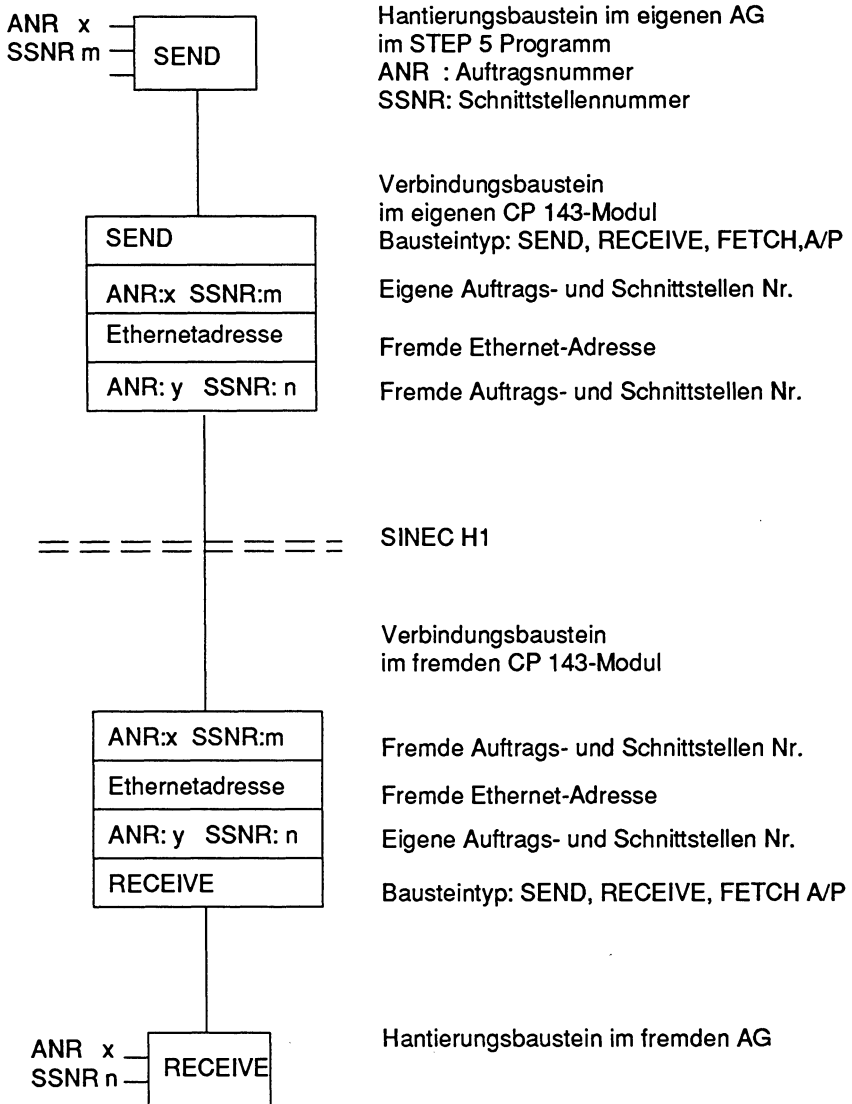 ANR x
SSNR m
SEND
Hantierungsbaustein im eigenen AG
im STEP 5 Programm
ANR : Auftragsnummer
SSNR: Schnittstellennummer
Verbindungsbaustein
im eigenen CP 143-Modul
SEND
Bausteintyp: SEND, RECEIVE, FETCH,A/P
ANR:x SSNR:m
Eigene Auftrags- und Schnittstellen Nr.
Ethernetadresse
Fremde Ethernet-Adresse
ANR: y SSNR: n
Fremde Auftrags- und Schnittstellen Nr.
SINEC H1
Verbindungsbaustein
im fremden CP 143-Modul
ANR:x SSNR:m
Fremde Auftrags- und Schnittstellen Nr.
Ethernetadresse
Fremde Ethernet-Adresse
ANR: y SSNR: n
Eigene Auftrags- und Schnittstellen Nr.
RECEIVE
Bausteintyp: SEND, RECEIVE, FETCH A/P
ANR x
SSNR n
RECEIVE
Hantierungsbaustein im fremden AG